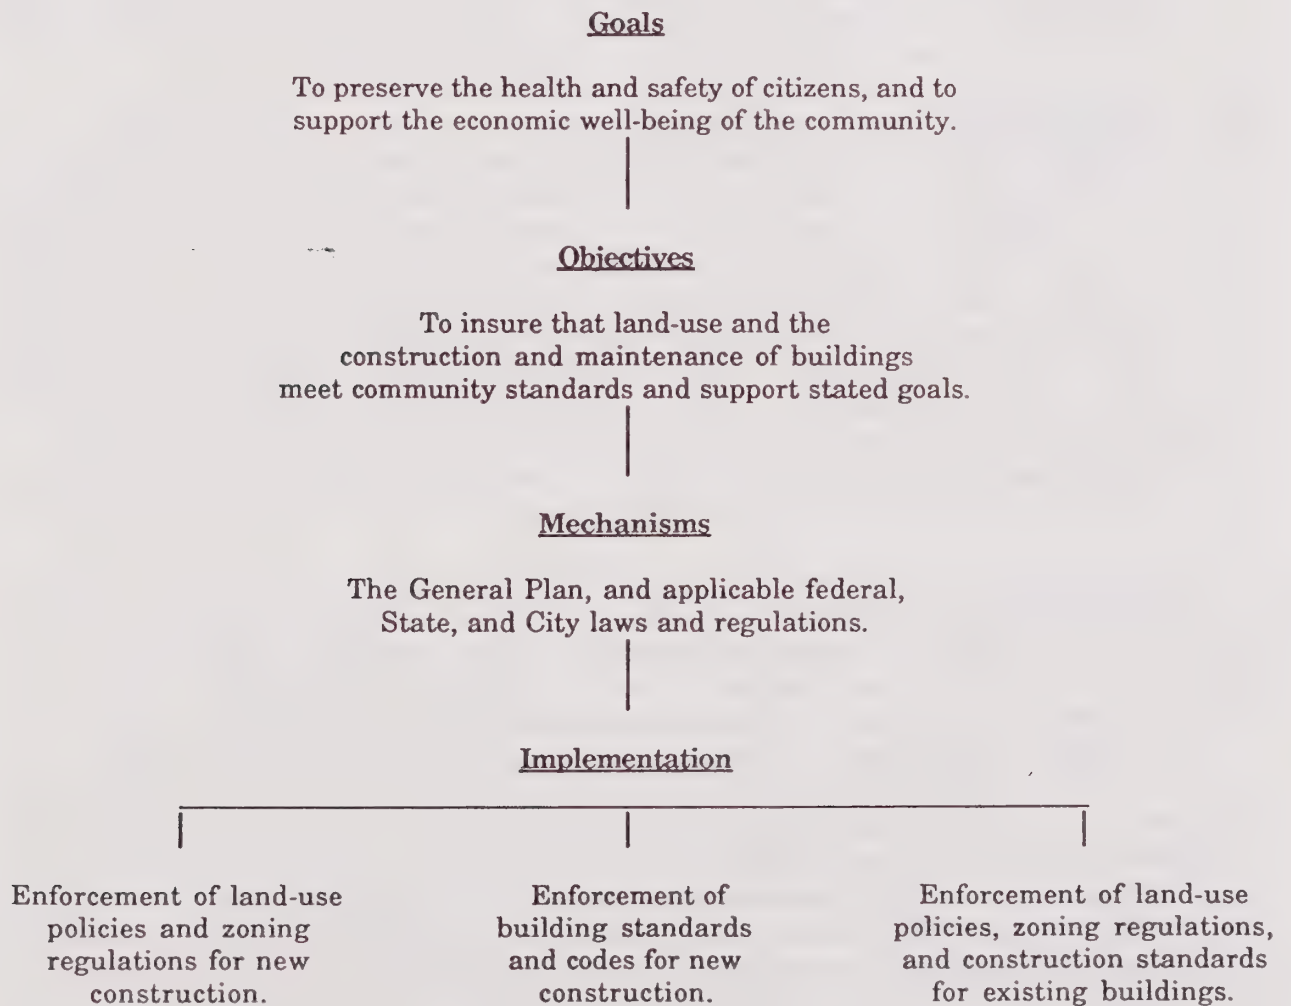 Goals
To preserve the health and safety of citizens, and to
support the economic well-being of the community.
Objectives
To insure that land-use and the
construction and maintenance of buildings
meet community standards and support stated goals.
Mechanisms
The General Plan, and applicable federal,
State, and City laws and regulations.
Implementation
Enforcement of land-use
policies and zoning
regulations for new
construction.
Enforcement of
building standards
and codes for new
construction.
Enforcement of land-use
policies, zoning regulations,
and construction standards
for existing buildings.